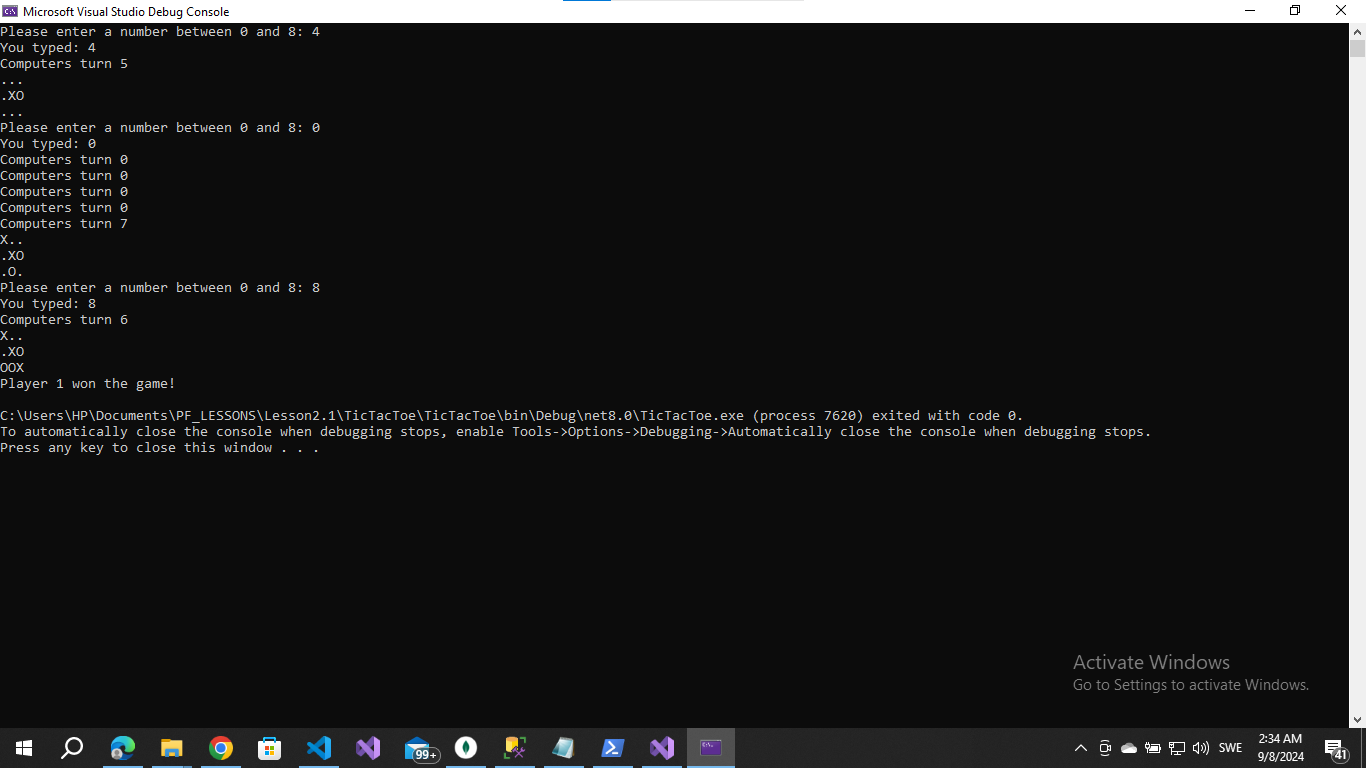 Microsoft Visual Studio Debug Console
Please enter a number between 0 and 8: 4
You typed: 4
Computers turn 5
...
.XO
...
Please enter a number between 0 and 8: 0
You typed: 0
Computers turn 0
Computers turn 0
Computers turn 0
Computers turn 0
Computers turn 7
X..
.XO
.O.
Please enter a number between 0 and 8: 8
You typed: 8
Computers turn 6
X..
.XO
OOX
Player 1 won the game!
C:\Users\HP\Documents\PF_LESSONS\Lesson2.1\TicTacToe\TicTacToe\bin\Debug\net8.0\TicTacToe.exe (process 7620) exited with code 0.
To automatically close the console when debugging stops, enable Tools->Options->Debugging->Automatically close the console when debugging stops.
Press any key to close this window . . .
Activate Windows
Go to Settings to activate Windows.
99+
SWE
2:34 AM
9/8/2024
41